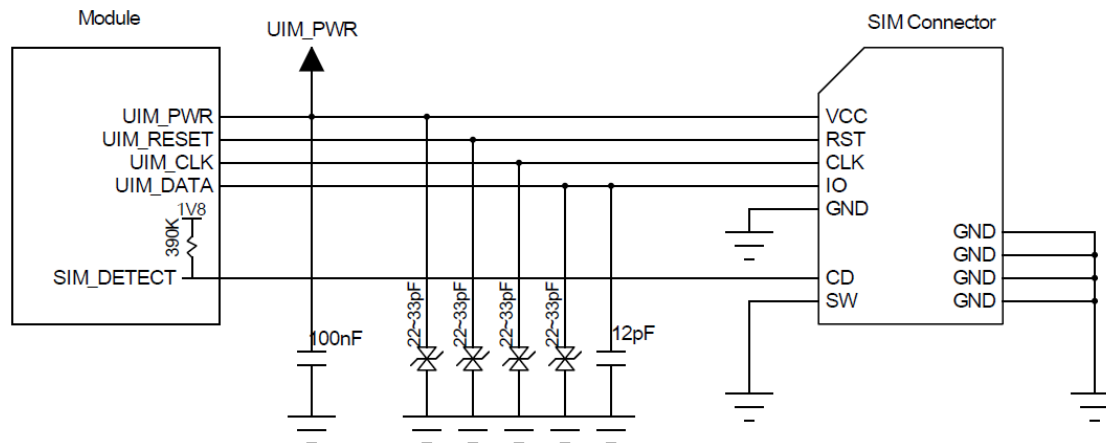 Module
SIM Connector
UIM_PWR
UIM_PWR
UIM_RESET
UIM_CLK
UIM_DATA
1V8
390K
SIM_DETECT
100nF
22~33pF
22~33pF
22~33pF
22~33pF
12pF
VCC
RST
CLK
IO
GND
GND
GND
GND
GND
CD
SW